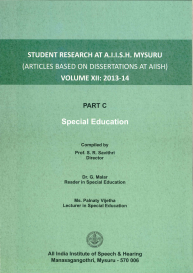 STUDENT RESEARCH AT A.I.I.S.H. MYSURU
(ARTICLES BASED ON DISSERTATIONS AT AIISH)
VOLUME XII: 2013-14
PART C
Special Education
Compiled by
Prof. S. R. Savithri
Director
Dr. G. Malar
Reader in Special Education
Ms. Palnaty Vijetha
Lecturer in Special Education
All India Institute of Speech & Hearing
Manasagangothri, Mysuru - 570 006